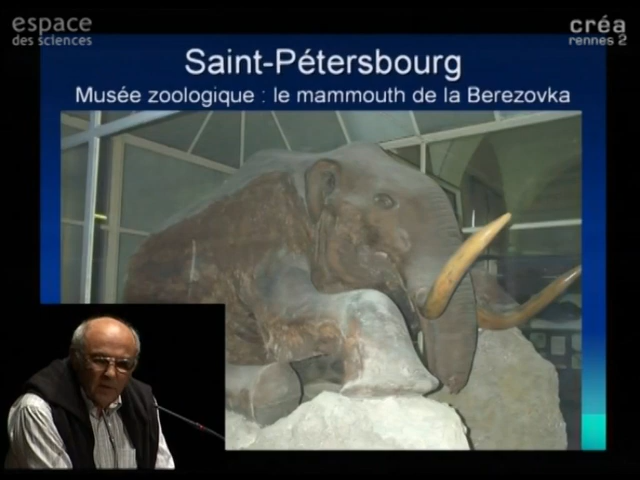 espace
des sciences
créa
rennes 2
Saint-Pétersbourg
Musée zoologique : le mammouth de la Berezovka